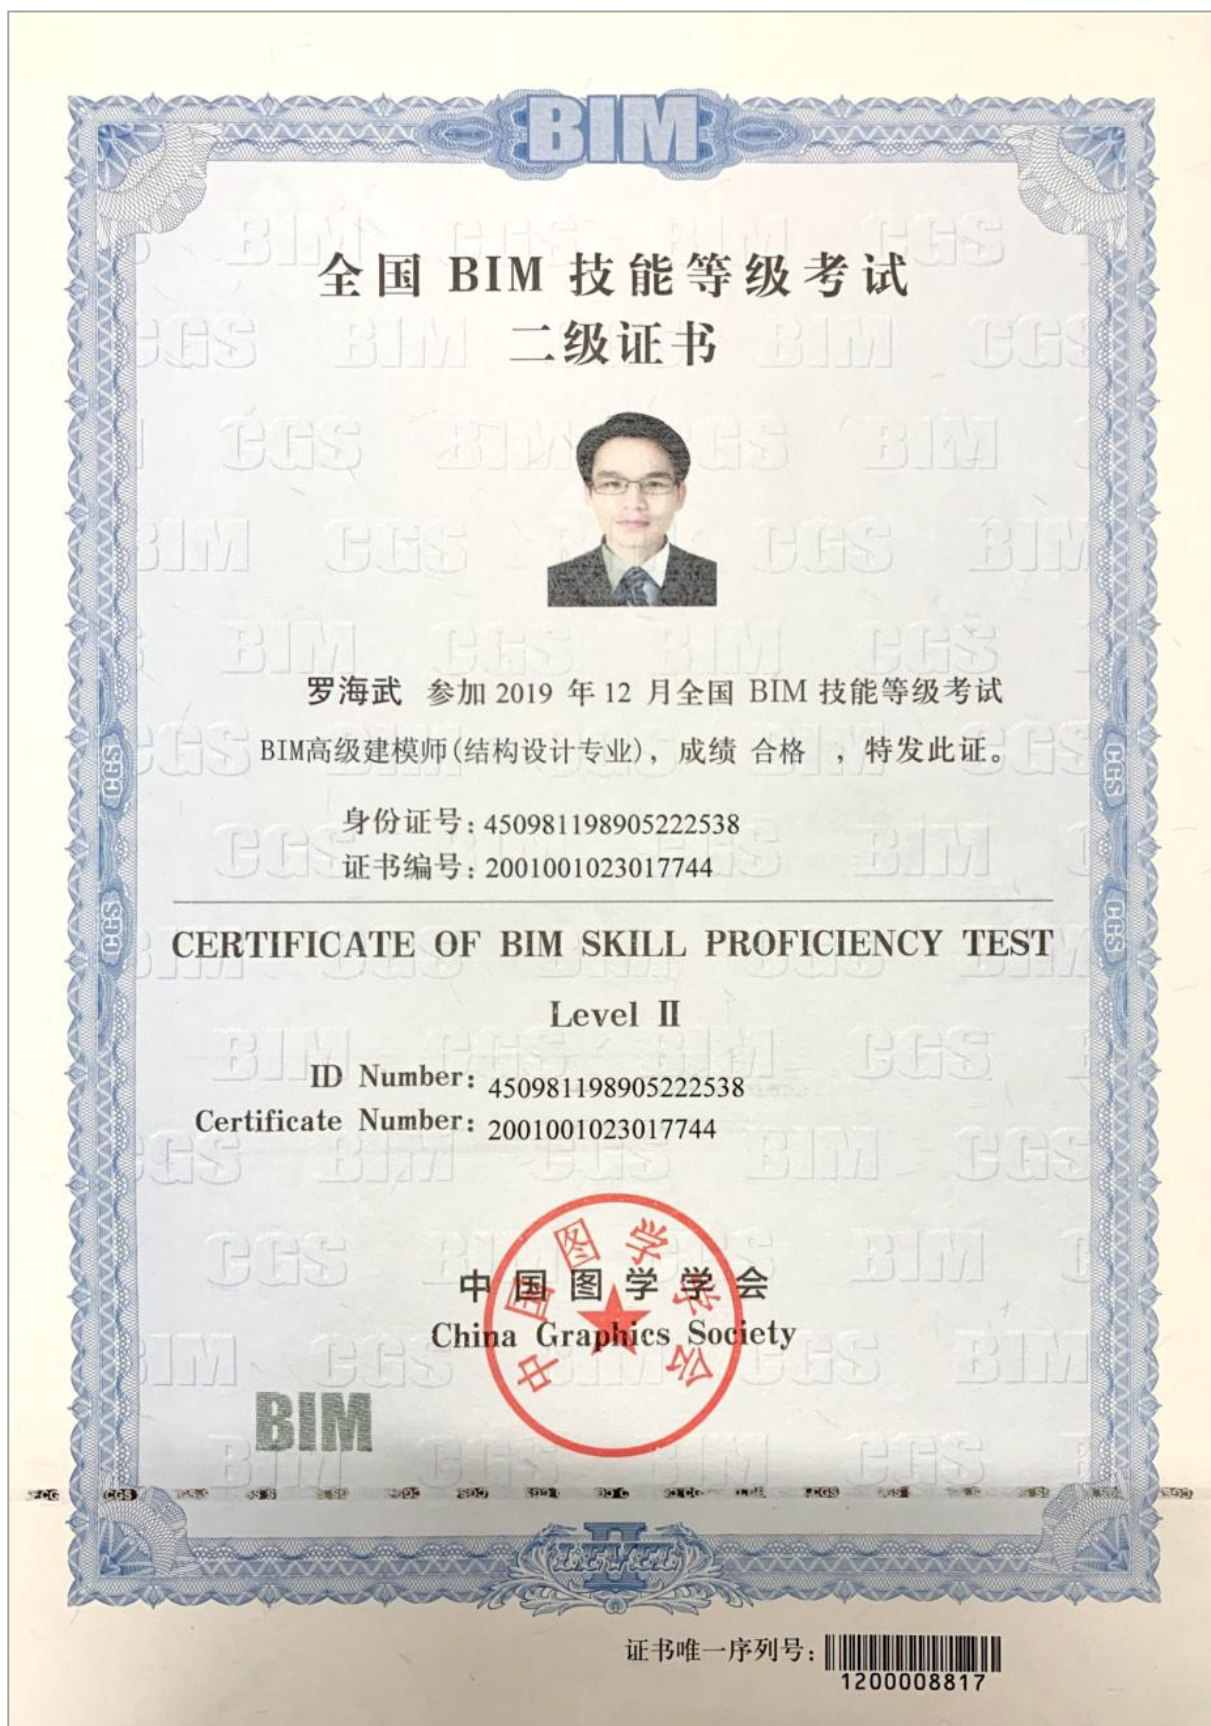 BIM
全国 BIM 技能等级考试
二级证书
罗海武 参加 2019 年 12 月全国 BIM 技能等级考试
BIM高级建模师(结构设计专业)，成绩 合格 ，特发此证。
身份证号：450981198905222538
证书编号：2001001023017744
CERTIFICATE OF BIM SKILL PROFICIENCY TEST
Level Ⅱ
ID Number: 450981198905222538
Certificate Number: 2001001023017744
中国图学学会
中国图学学会
China Graphics Society
BIM
Ⅱ
LEVEL
证书唯一序列号：
1200008817